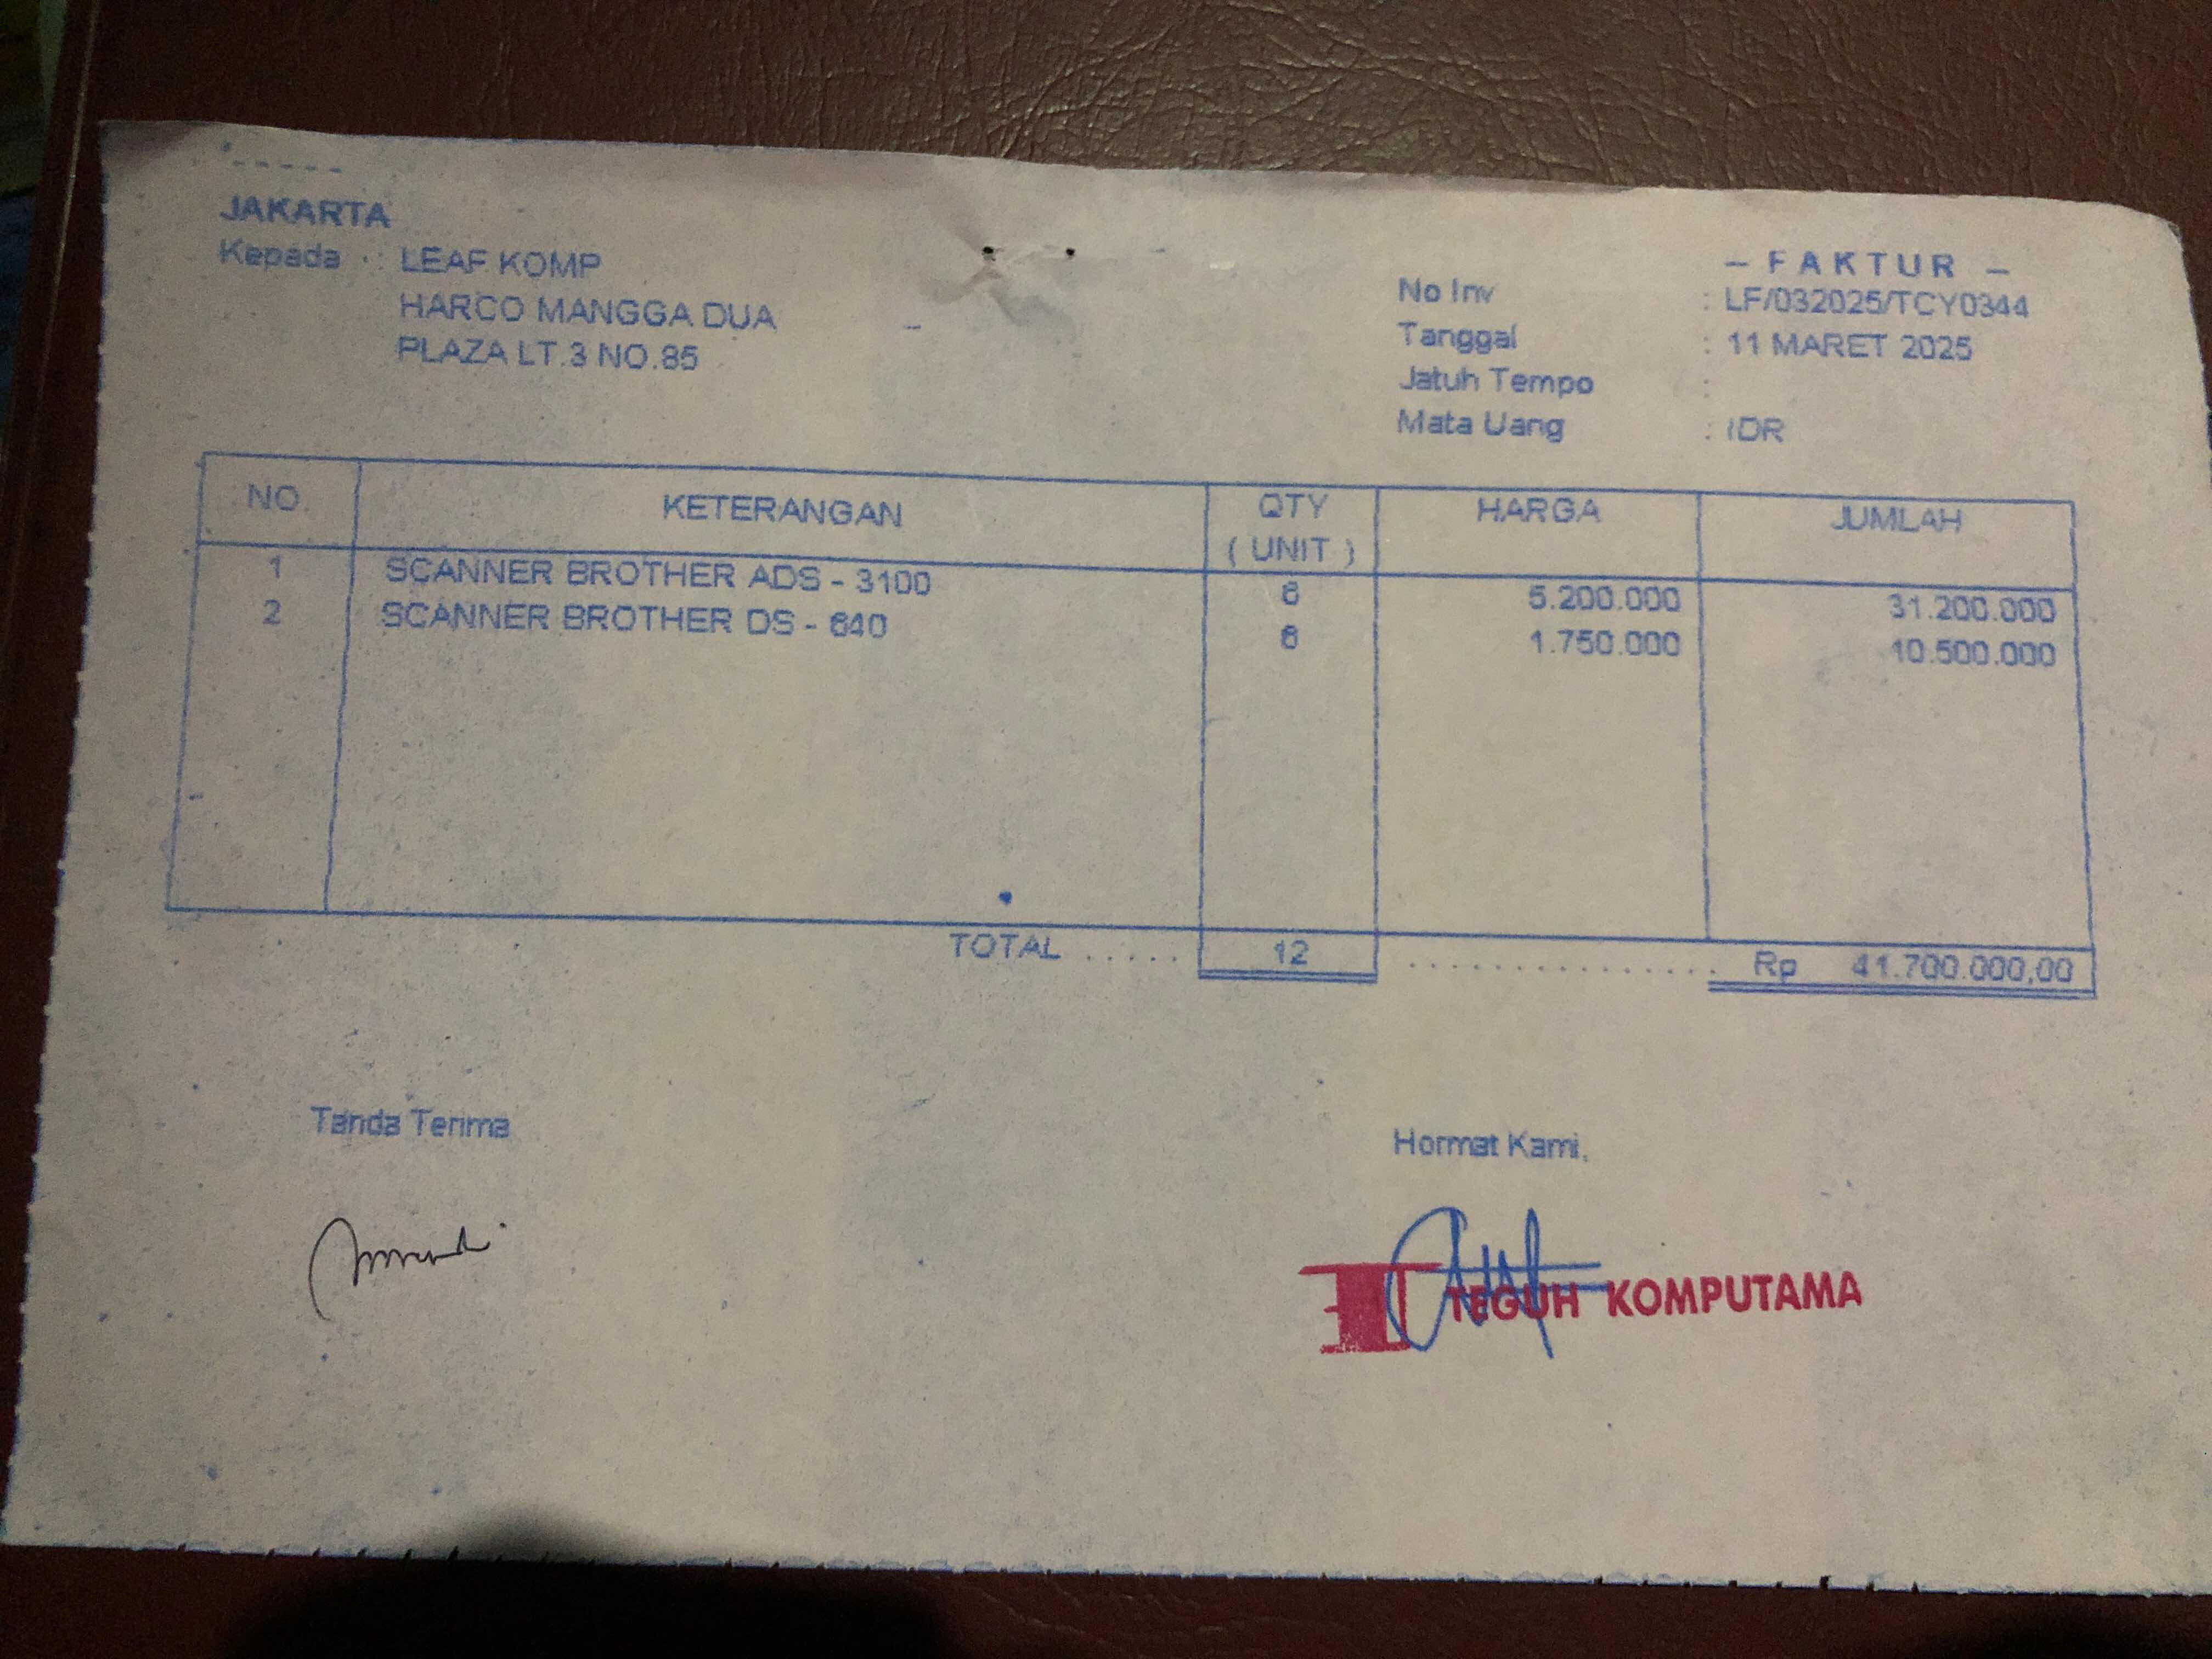 JAKARTA
Kepada : LEAF KOMP
HARCO MANGGA DUA
PLAZA LT.3 NO.85
– FAKTUR –
No Inv : LF/032025/TCY0344
Tanggal : 11 MARET 2025
Jatuh Tempo :
Mata Uang : IDR
NO. KETERANGAN QTY ( UNIT ) HARGA JUMLAH
1 SCANNER BROTHER ADS - 3100 6 5.200.000 31.200.000
2 SCANNER BROTHER DS - 640 6 1.750.000 10.500.000
TOTAL ..... 12 .............. Rp 41.700.000,00
Tanda Terima
Hormat Kami,
TEGUH KOMPUTAMA